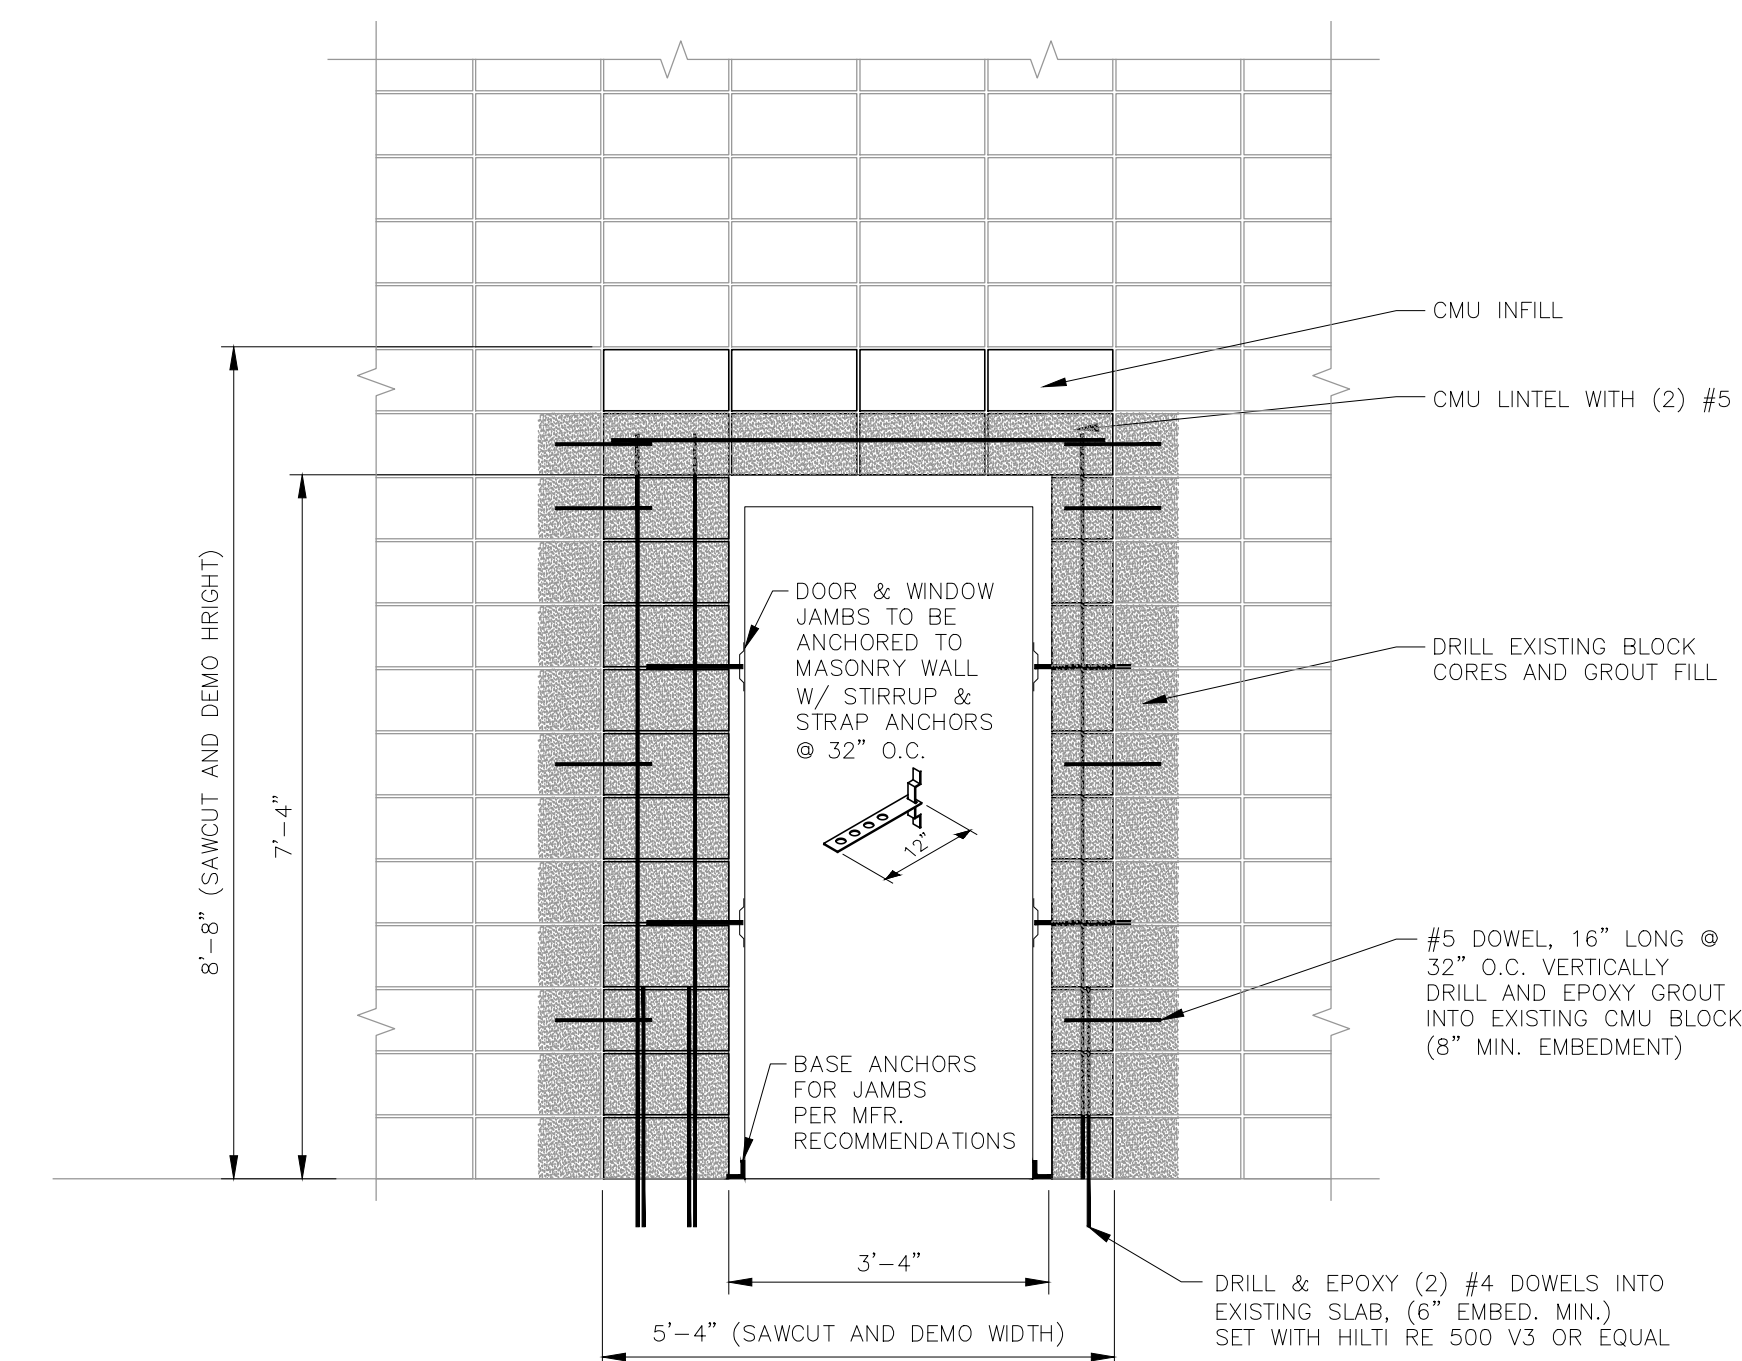 CMU INFILL
CMU LINTEL WITH (2) #5
8'-8" (SAWCUT AND DEMO HRIGHT)
7'-4"
DOOR & WINDOW
JAMBS TO BE
ANCHORED TO
MASONRY WALL
W/ STIRRUP &
STRAP ANCHORS
@ 32" O.C.
12"
DRILL EXISTING BLOCK
CORES AND GROUT FILL
#5 DOWEL, 16" LONG @
32" O.C. VERTICALLY
DRILL AND EPOXY GROUT
INTO EXISTING CMU BLOCK
(8" MIN. EMBEDMENT)
BASE ANCHORS
FOR JAMBS
PER MFR.
RECOMMENDATIONS
3'-4"
5'-4" (SAWCUT AND DEMO WIDTH)
DRILL & EPOXY (2) #4 DOWELS INTO
EXISTING SLAB, (6" EMBED. MIN.)
SET WITH HILTI RE 500 V3 OR EQUAL